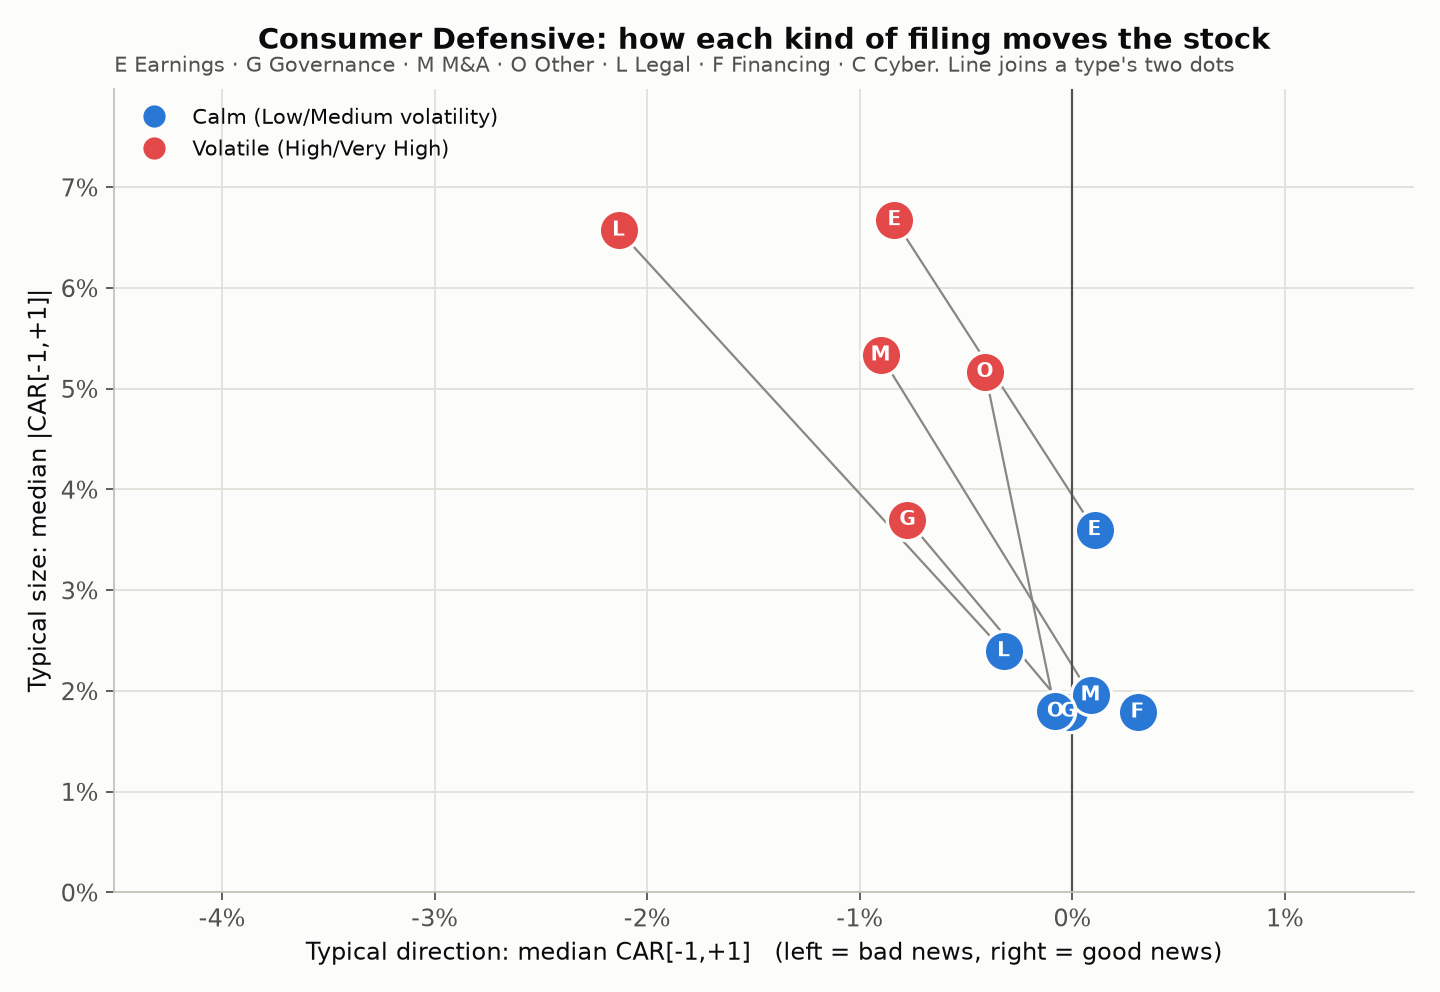 Consumer Defensive: how each kind of filing moves the stock
E Earnings · G Governance · M M&A · O Other · L Legal · F Financing · C Cyber. Line joins a type's two dots
Calm (Low/Medium volatility)
Volatile (High/Very High)
7%
6%
5%
4%
3%
2%
1%
0%
Typical size: median |CAR[-1,+1]|
L
E
M
O
G
E
L
O
G
M
F
-4%
-3%
-2%
-1%
0%
1%
Typical direction: median CAR[-1,+1]   (left = bad news, right = good news)